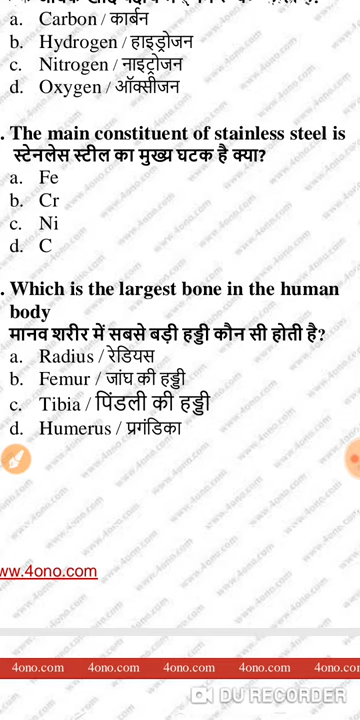 a. Carbon / कार्बन
b. Hydrogen / हाइड्रोजन
c. Nitrogen / नाइट्रोजन
d. Oxygen / ऑक्सीजन
. The main constituent of stainless steel is
स्टेनलेस स्टील का मुख्य घटक है क्या?
a. Fe
b. Cr
c. Ni
d. C
. Which is the largest bone in the human
body
मानव शरीर में सबसे बड़ी हड्डी कौन सी होती है?
a. Radius / रेडियस
b. Femur / जांघ की हड्डी
c. Tibia / पिंडली की हड्डी
d. Humerus / प्रगंडिका
ww.4ono.com
4ono.com 4ono.com 4ono.com 4ono.com 4ono.com
DU RECORDER